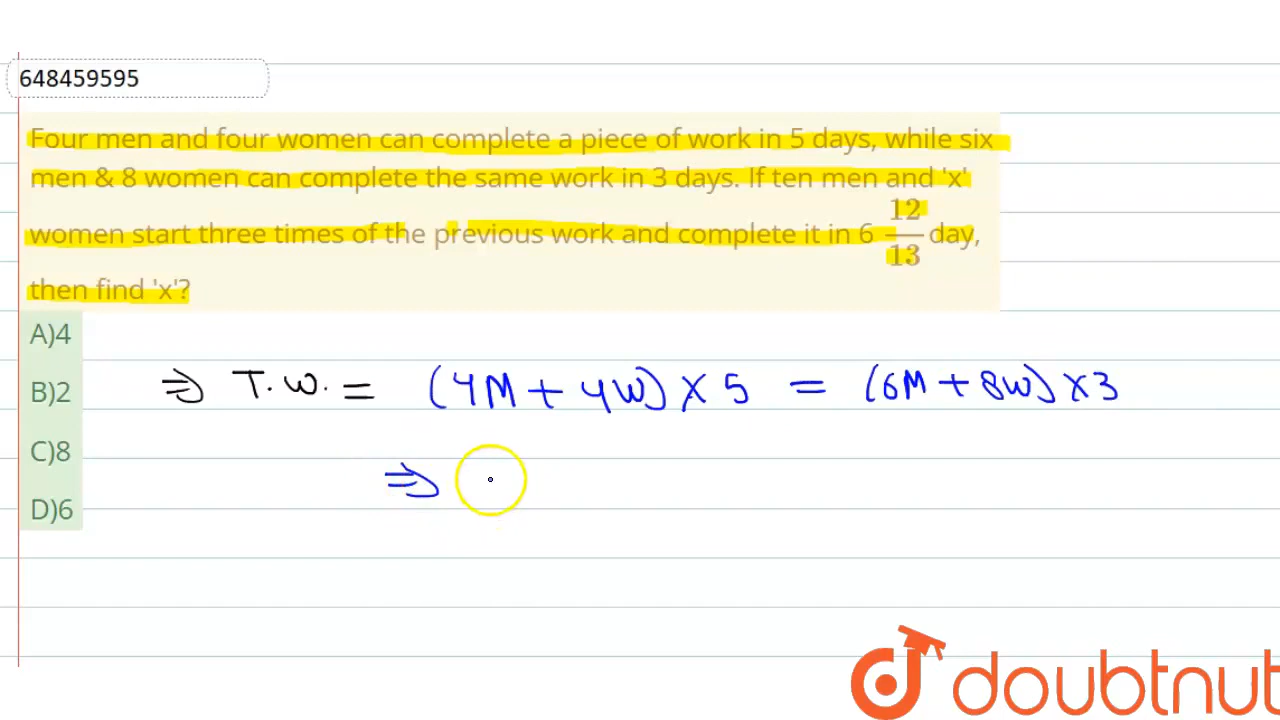 648459595
Four men and four women can complete a piece of work in 5 days, while six
men & 8 women can complete the same work in 3 days. If ten men and 'x'
women start three times of the previous work and complete it in 6 12/13 day,
then find 'x'?
A)4
B)2
C)8
D)6
⇒ T.W. = (4M + 4W) × 5 = (6M + 8W) × 3
⇒
doubtnut